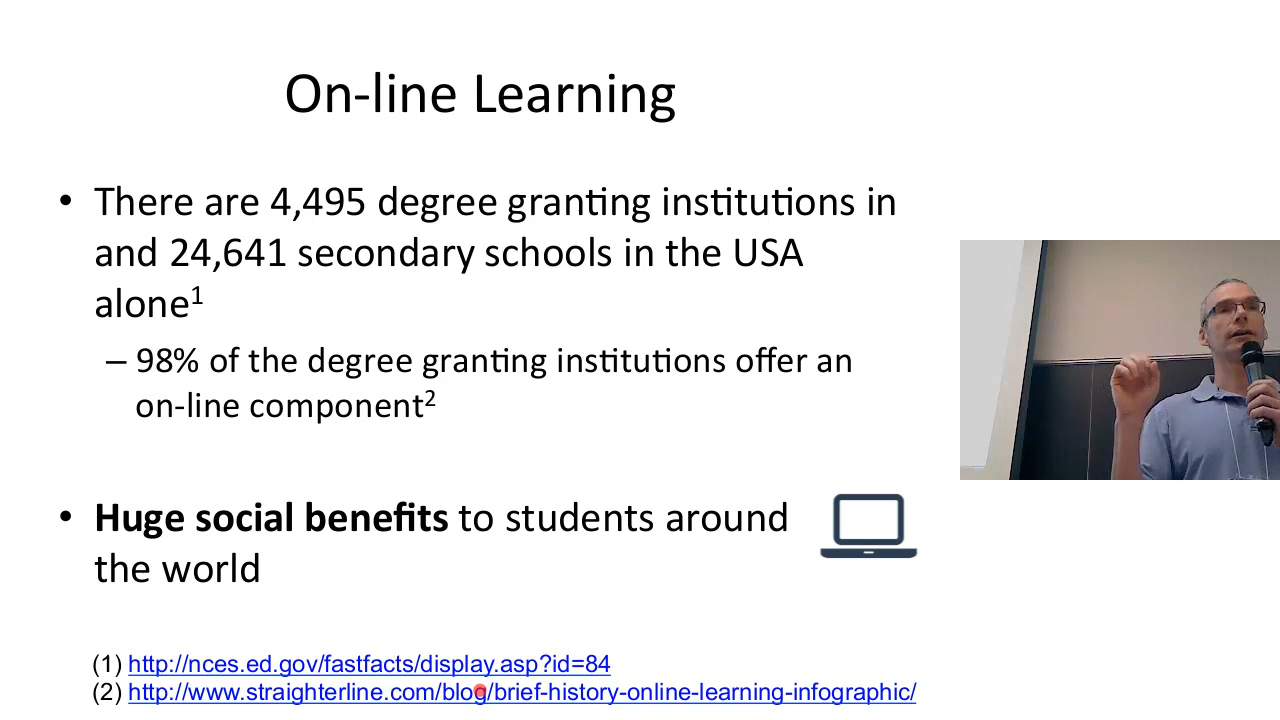 On-line Learning
• There are 4,495 degree granting institutions in
and 24,641 secondary schools in the USA
alone¹
– 98% of the degree granting institutions offer an
on-line component²
• Huge social benefits to students around
the world
(1) http://nces.ed.gov/fastfacts/display.asp?id=84
(2) http://www.straighterline.com/blog/brief-history-online-learning-infographic/